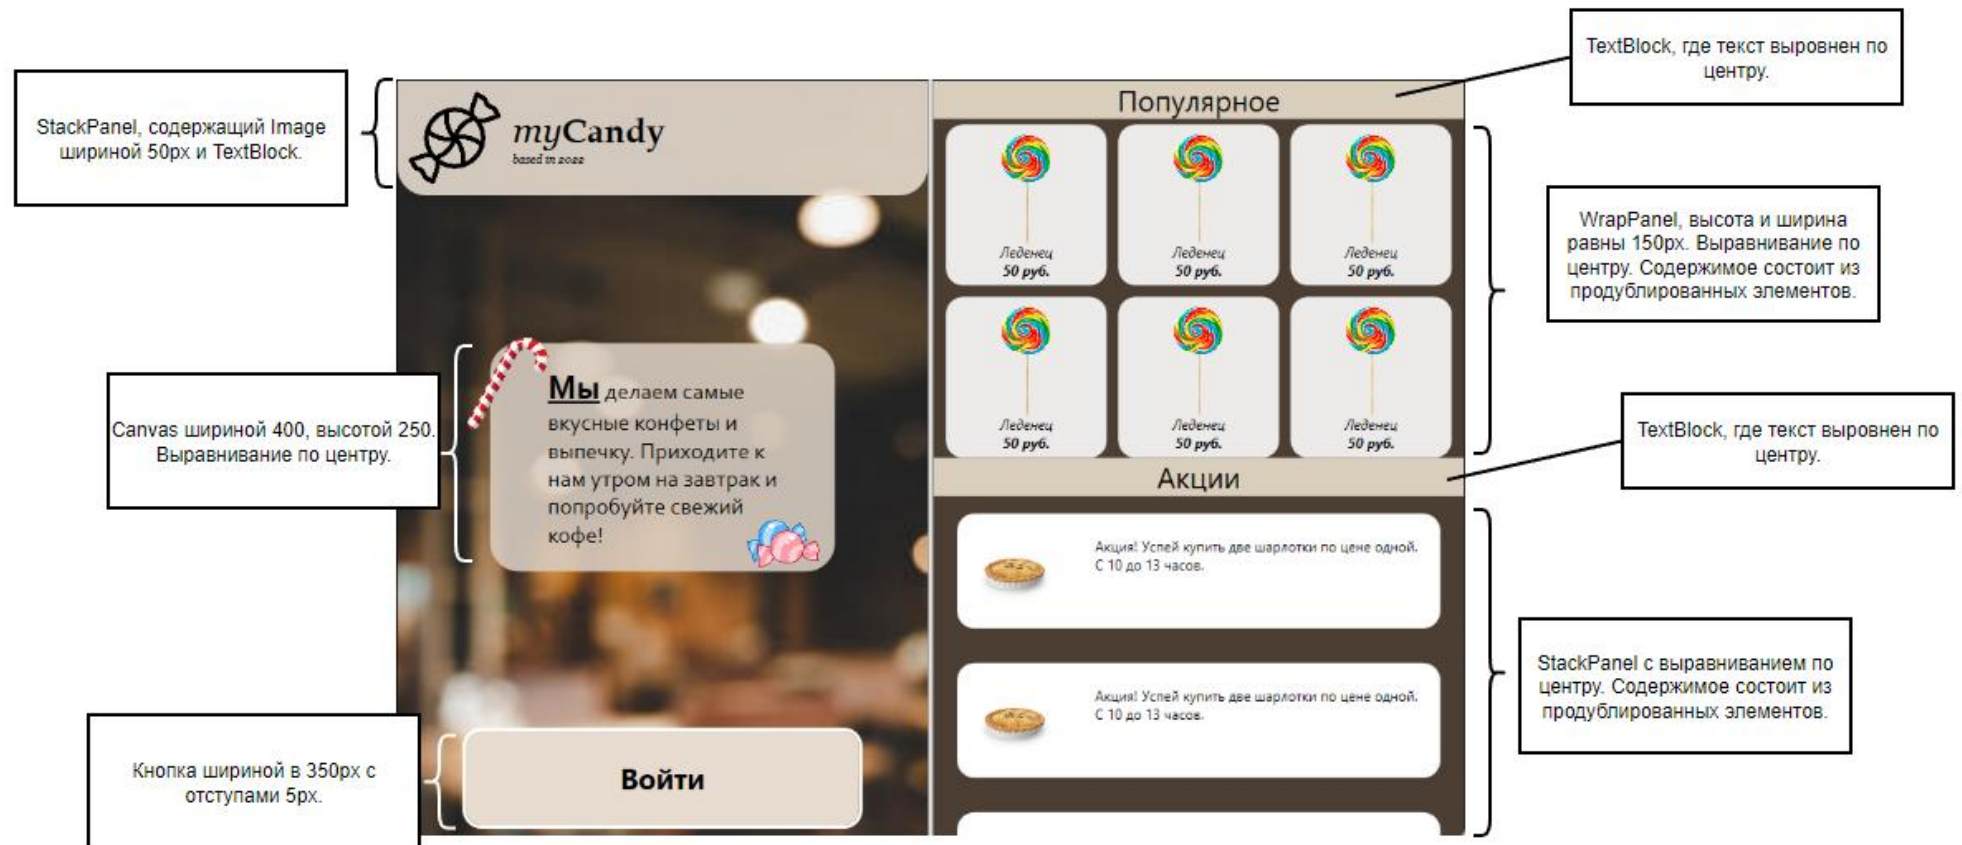 TextBlock, где текст выровнен по
центру.
StackPanel, содержащий Image
шириной 50px и TextBlock.
myCandy
based in 2022
Популярное
Леденец
50 руб.
Леденец
50 руб.
Леденец
50 руб.
WrapPanel, высота и ширина
равны 150px. Выравнивание по
центру. Содержимое состоит из
продублированных элементов.
Леденец
50 руб.
Леденец
50 руб.
Леденец
50 руб.
Canvas шириной 400, высотой 250.
Выравнивание по центру.
Мы делаем самые
вкусные конфеты и
выпечку. Приходите к
нам утром на завтрак и
попробуйте свежий
кофе!
TextBlock, где текст выровнен по
центру.
Акции
Акция! Успей купить две шарлотки по цене одной.
С 10 до 13 часов.
Акция! Успей купить две шарлотки по цене одной.
С 10 до 13 часов.
StackPanel с выравниванием по
центру. Содержимое состоит из
продублированных элементов.
Кнопка шириной в 350px с
отступами 5px.
Войти